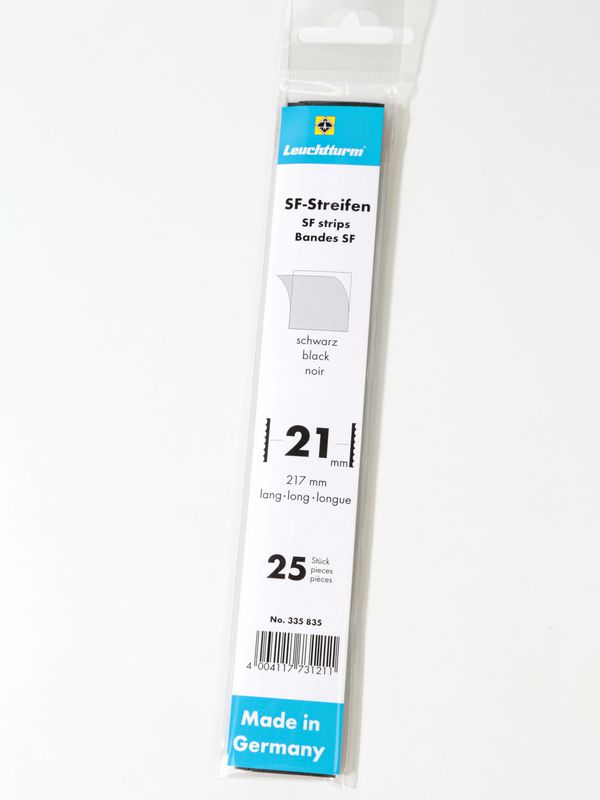 Leuchtturm®
SF-Streifen
SF strips
Bandes SF
schwarz
black
noir
21 mm
217 mm
lang·long·longue
25 Stück
pieces
pièces
No. 335 835
4 004117 731211
Made in
Germany